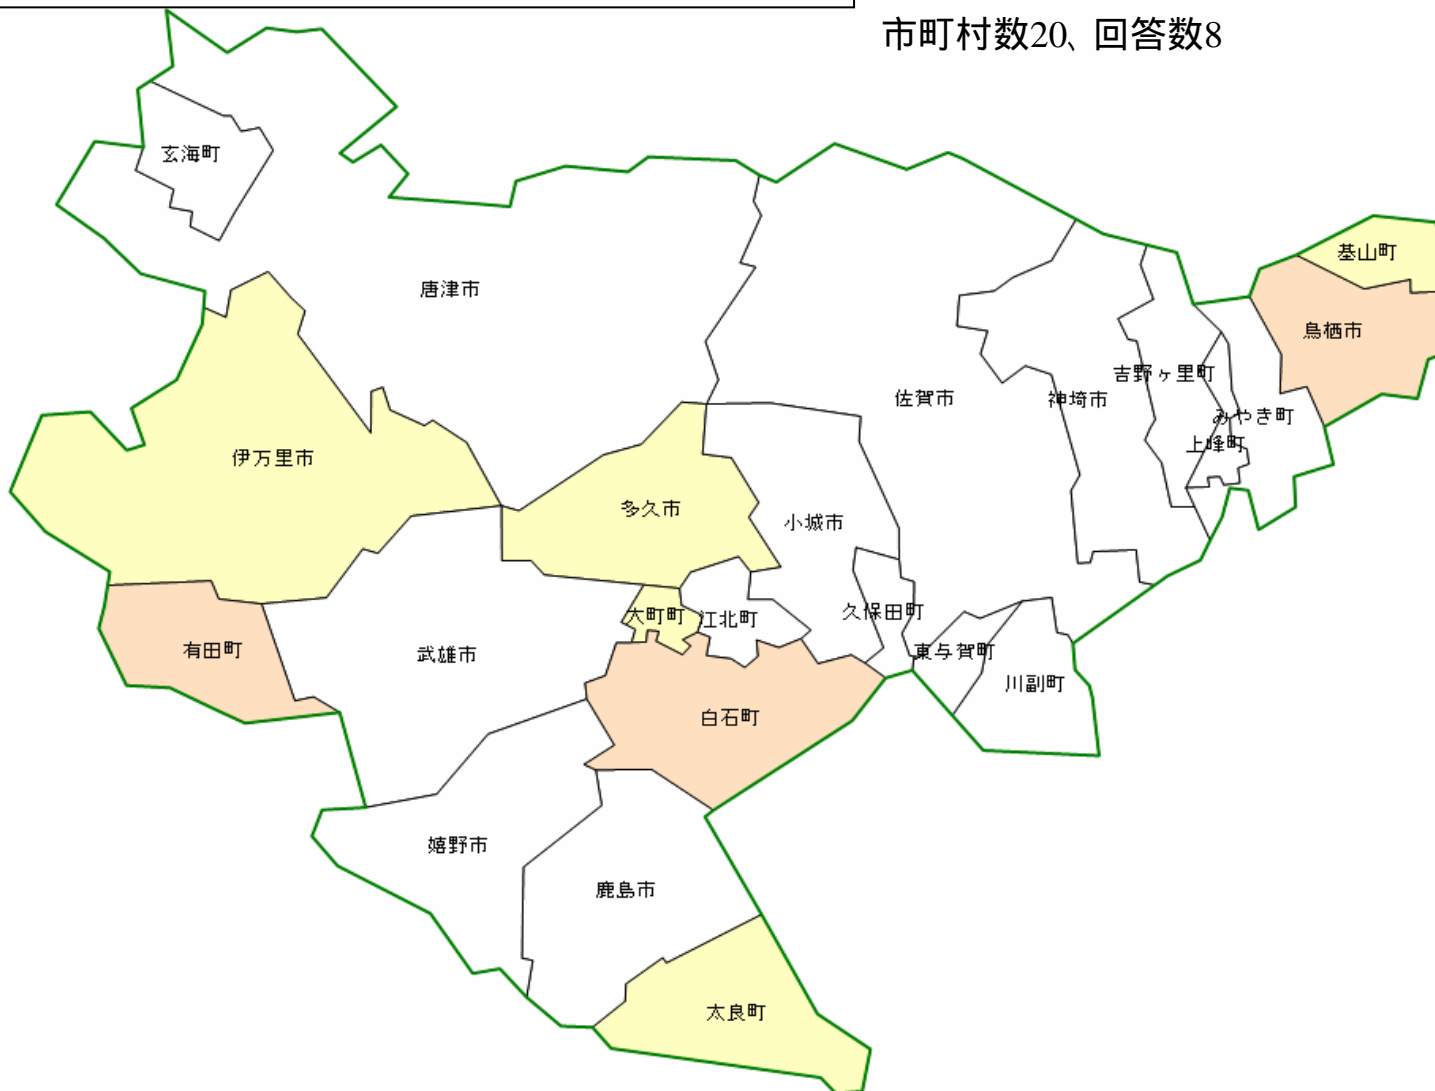 市町村数20、回答数8
玄海町
基山町
唐津市
鳥栖市
吉野ヶ里町
佐賀市
神埼市
みやき町
上峰町
伊万里市
多久市
小城市
久保田町
大町町
江北町
有田町
武雄市
東与賀町
川副町
白石町
嬉野市
鹿島市
太良町